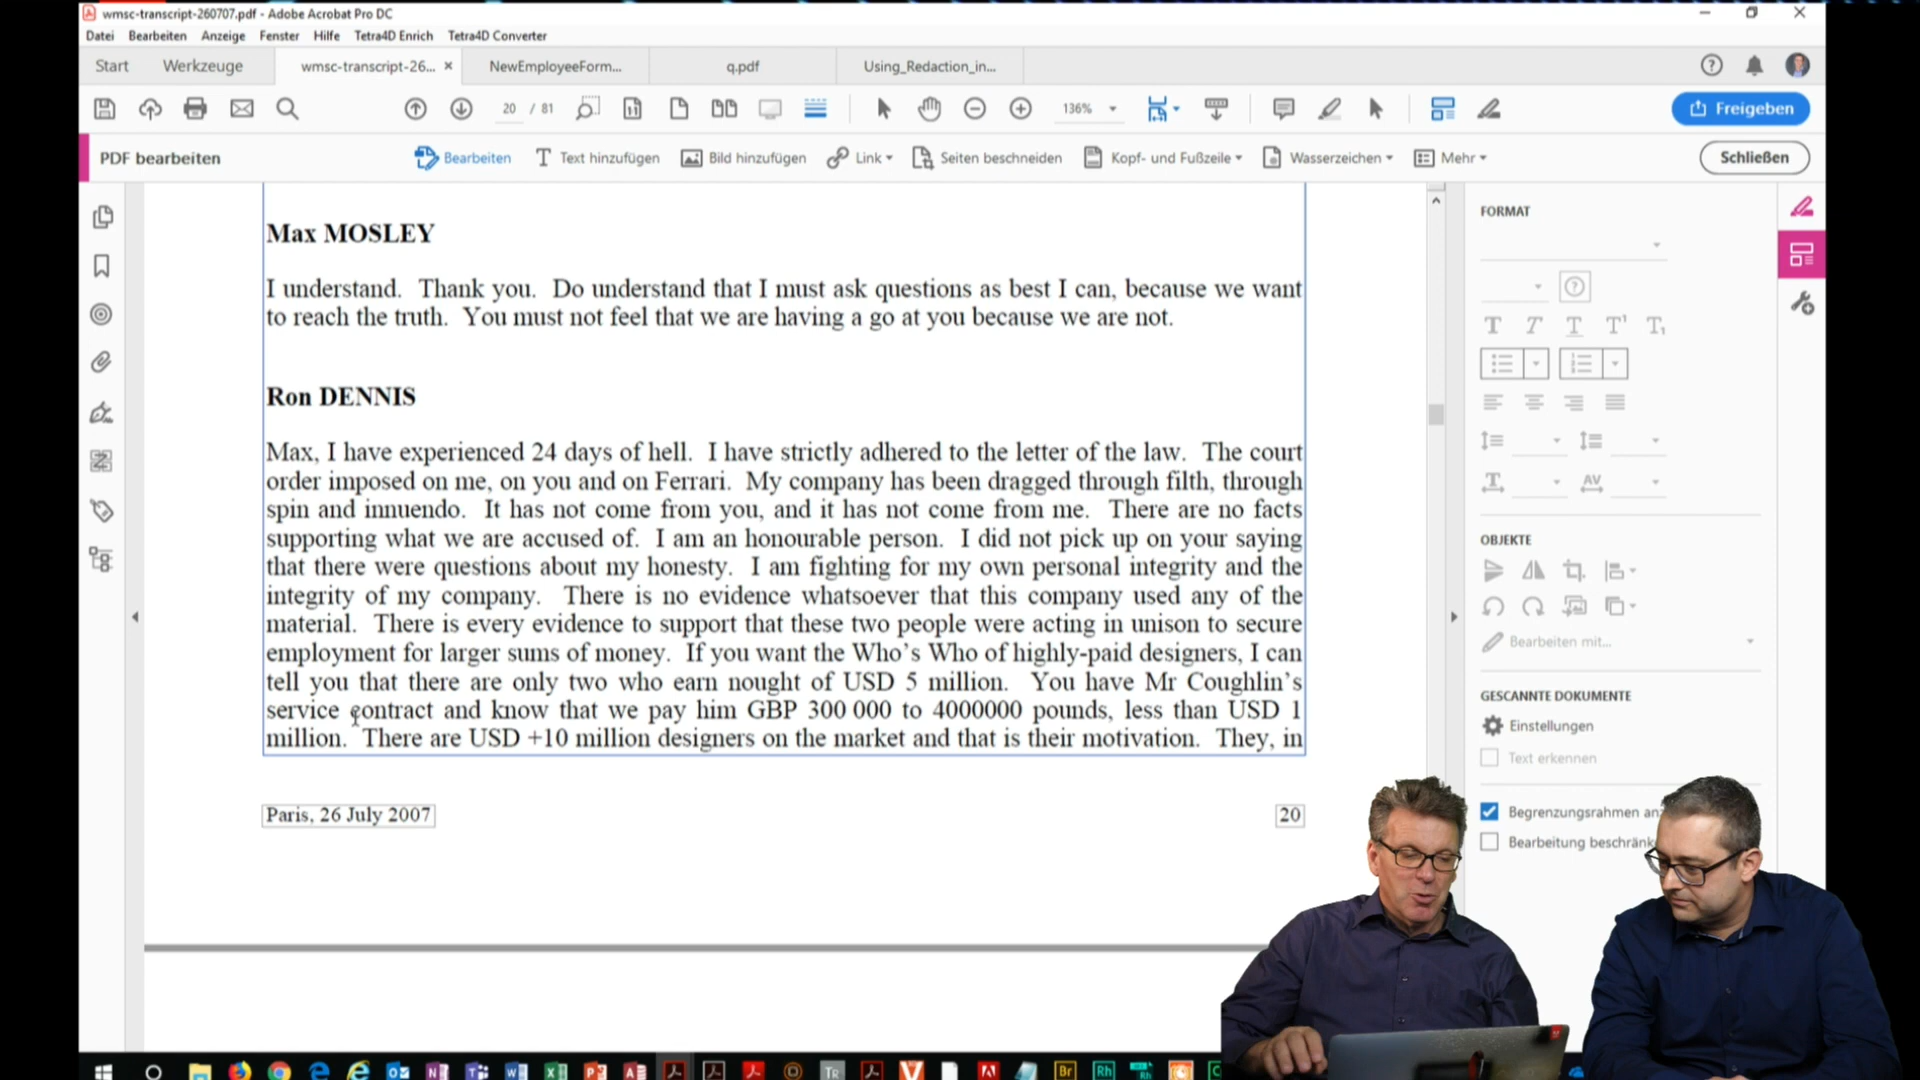 wmsc-transcript-260707.pdf - Adobe Acrobat Pro DC
Datei Bearbeiten Anzeige Fenster Hilfe Tetra4D Enrich Tetra4D Converter
Start Werkzeuge wmsc-transcript-26... × NewEmployeeForm... q.pdf Using_Redaction_in...
20 / 81 136% Freigeben
PDF bearbeiten Bearbeiten Text hinzufügen Bild hinzufügen Link Seiten beschneiden Kopf- und Fußzeile Wasserzeichen Mehr Schließen
Max MOSLEY
I understand. Thank you. Do understand that I must ask questions as best I can, because we want
to reach the truth. You must not feel that we are having a go at you because we are not.
Ron DENNIS
Max, I have experienced 24 days of hell. I have strictly adhered to the letter of the law. The court
order imposed on me, on you and on Ferrari. My company has been dragged through filth, through
spin and innuendo. It has not come from you, and it has not come from me. There are no facts
supporting what we are accused of. I am an honourable person. I did not pick up on your saying
that there were questions about my honesty. I am fighting for my own personal integrity and the
integrity of my company. There is no evidence whatsoever that this company used any of the
material. There is every evidence to support that these two people were acting in unison to secure
employment for larger sums of money. If you want the Who's Who of highly-paid designers, I can
tell you that there are only two who earn nought of USD 5 million. You have Mr Coughlin's
service contract and know that we pay him GBP 300 000 to 4000000 pounds, less than USD 1
million. There are USD +10 million designers on the market and that is their motivation. They, in
Paris, 26 July 2007
20
FORMAT
OBJEKTE
Bearbeiten mit...
GESCANNTE DOKUMENTE
Einstellungen
Text erkennen
Begrenzungsrahmen an
Bearbeitung beschränk